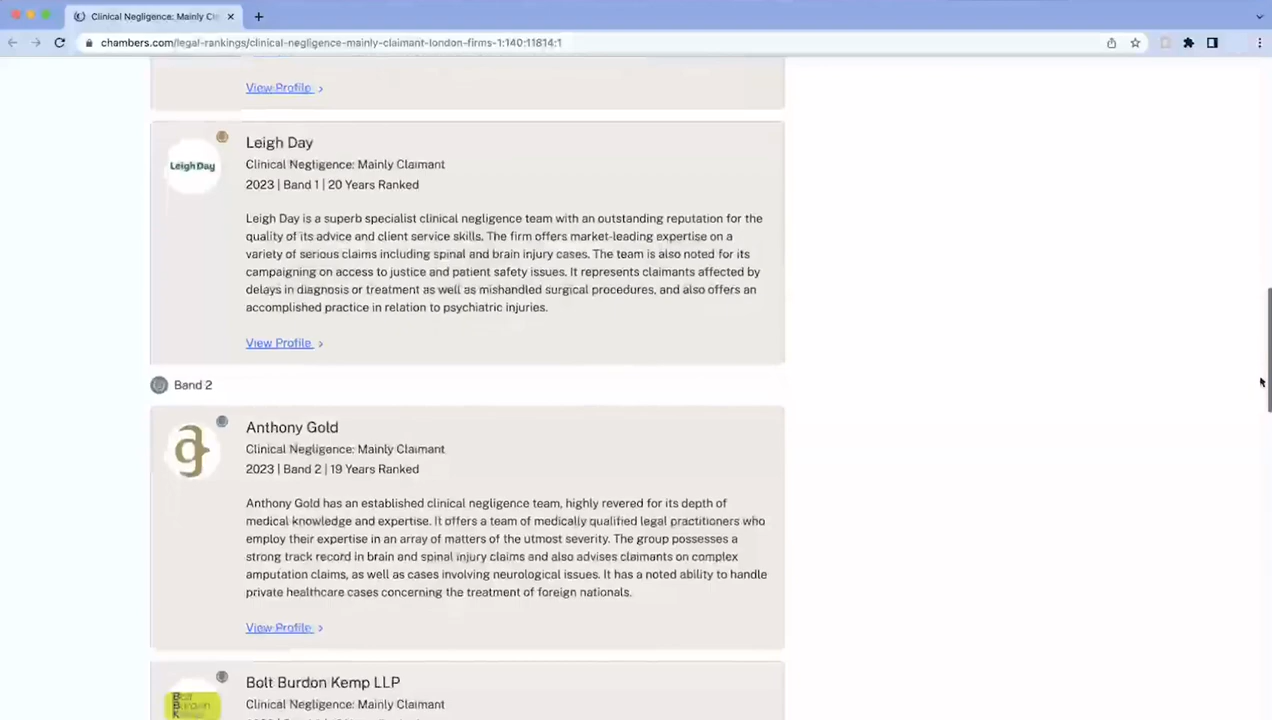 Clinical Negligence: Mainly Cl
chambers.com/legal-rankings/clinical-negligence-mainly-claimant-london-firms-1:140:11814:1
View Profile
Leigh Day
Leigh Day
Clinical Negligence: Mainly Claimant
2023 | Band 1 | 20 Years Ranked
Leigh Day is a superb specialist clinical negligence team with an outstanding reputation for the
quality of its advice and client service skills. The firm offers market-leading expertise on a
variety of serious claims including spinal and brain injury cases. The team is also noted for its
campaigning on access to justice and patient safety issues. It represents claimants affected by
delays in diagnosis or treatment as well as mishandled surgical procedures, and also offers an
accomplished practice in relation to psychiatric injuries.
View Profile
Band 2
Anthony Gold
Clinical Negligence: Mainly Claimant
2023 | Band 2 | 19 Years Ranked
Anthony Gold has an established clinical negligence team, highly revered for its depth of
medical knowledge and expertise. It offers a team of medically qualified legal practitioners who
employ their expertise in an array of matters of the utmost severity. The group possesses a
strong track record in brain and spinal injury claims and also advises claimants on complex
amputation claims, as well as cases involving neurological issues. It has a noted ability to handle
private healthcare cases concerning the treatment of foreign nationals.
View Profile
Bolt Burdon Kemp LLP
Clinical Negligence: Mainly Claimant